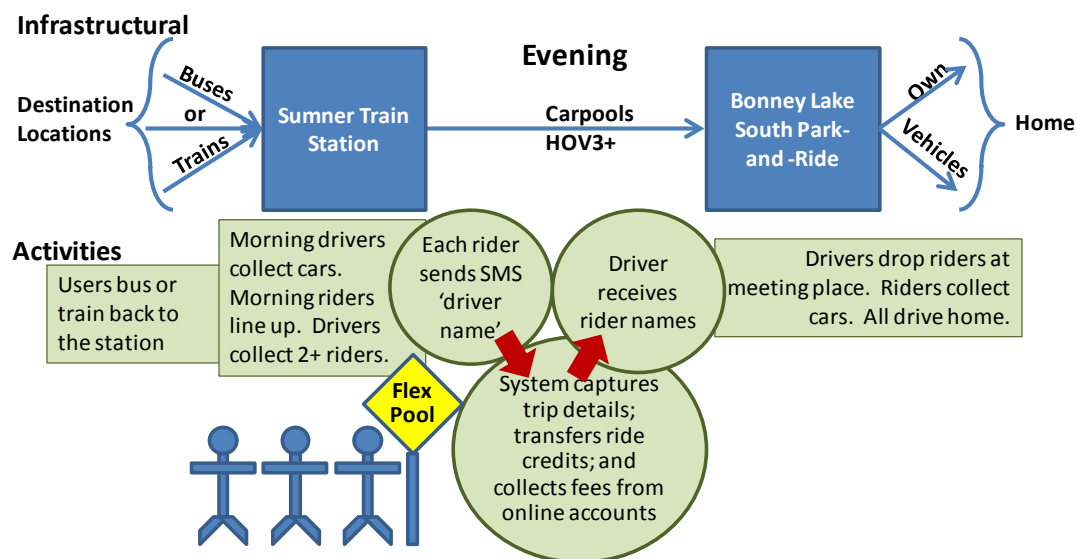 Infrastructural
Evening
Destination
Locations
Buses
or
Trains
Sumner Train
Station
Carpools
HOV3+
Bonney Lake
South Park-
and -Ride
Own
Vehicles
Home
Activities
Users bus or
train back to
the station
Morning drivers
collect cars.
Morning riders
line up.  Drivers
collect 2+ riders.
Each rider
sends SMS
‘driver
name’
Driver
receives
rider names
Drivers drop riders at
meeting place.  Riders collect
cars.  All drive home.
Flex
Pool
System captures
trip details;
transfers ride
credits; and
collects fees from
online accounts